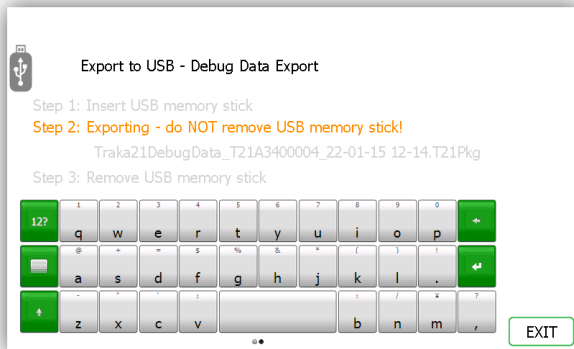 Export to USB - Debug Data Export
Step 1: Insert USB memory stick
Step 2: Exporting - do NOT remove USB memory stick!
Traka21DebugData_T21A3400004_22-01-15 12-14.T21Pkg
Step 3: Remove USB memory stick
1 2 3 4 5 6 7 8 9 0
12? q w e r t y u i o p
@ + = $ % & * ( ) !
a s d f g h j k l .
- " ' ; : / ¥ ?
z x c v b n m ,
EXIT